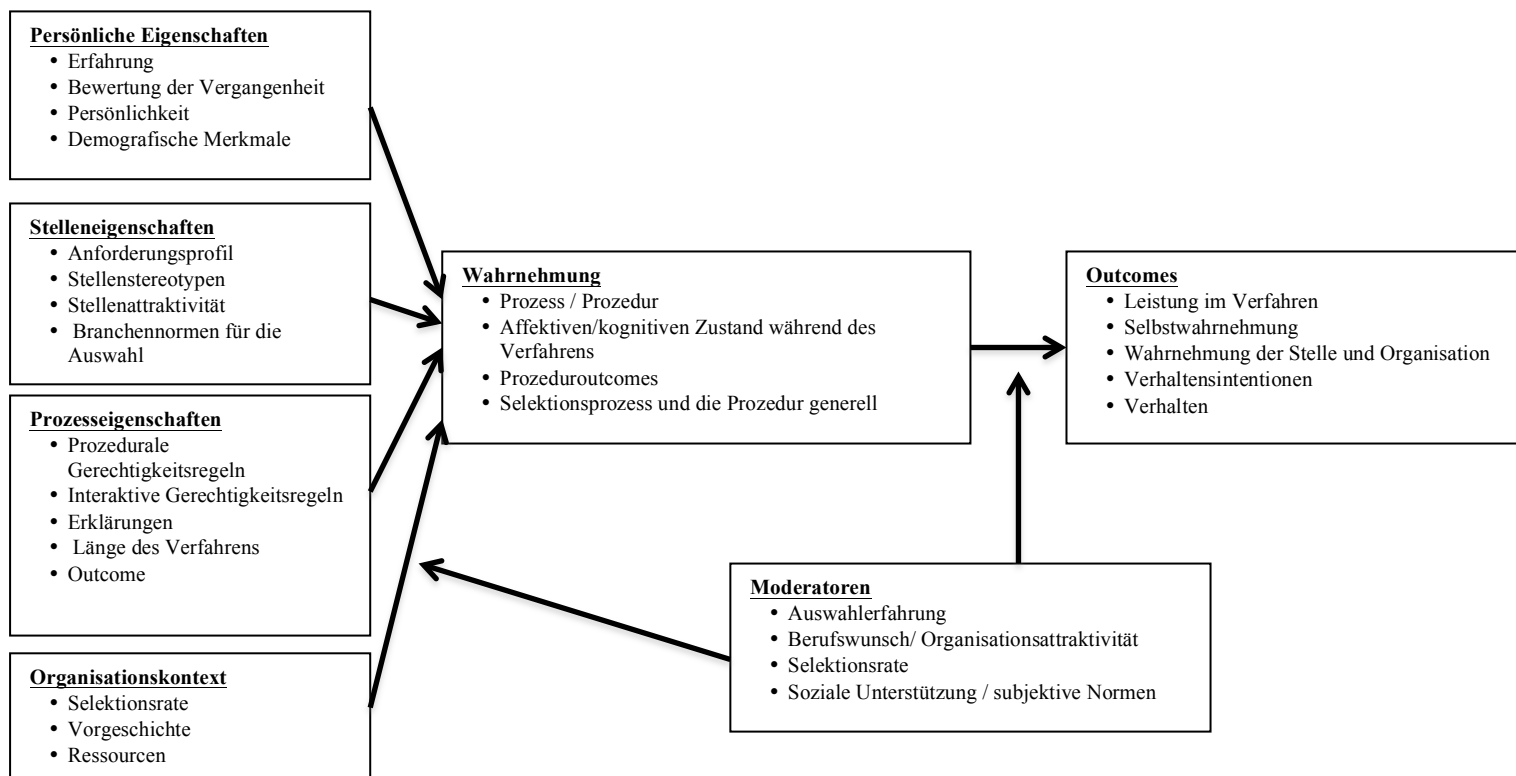 Persönliche Eigenschaften
• Erfahrung
• Bewertung der Vergangenheit
• Persönlichkeit
• Demografische Merkmale
Stelleneigenschaften
• Anforderungsprofil
• Stellenstereotypen
• Stellenattraktivität
• Branchennormen für die
Auswahl
Prozesseigenschaften
• Prozedurale
Gerechtigkeitsregeln
• Interaktive Gerechtigkeitsregeln
• Erklärungen
• Länge des Verfahrens
• Outcome
Organisationskontext
• Selektionsrate
• Vorgeschichte
• Ressourcen
Wahrnehmung
• Prozess / Prozedur
• Affektiven/kognitiven Zustand während des
Verfahrens
• Prozeduroutcomes
• Selektionsprozess und die Prozedur generell
Outcomes
• Leistung im Verfahren
• Selbstwahrnehmung
• Wahrnehmung der Stelle und Organisation
• Verhaltensintentionen
• Verhalten
Moderatoren
• Auswahlerfahrung
• Berufswunsch/ Organisationsattraktivität
• Selektionsrate
• Soziale Unterstützung / subjektive Normen